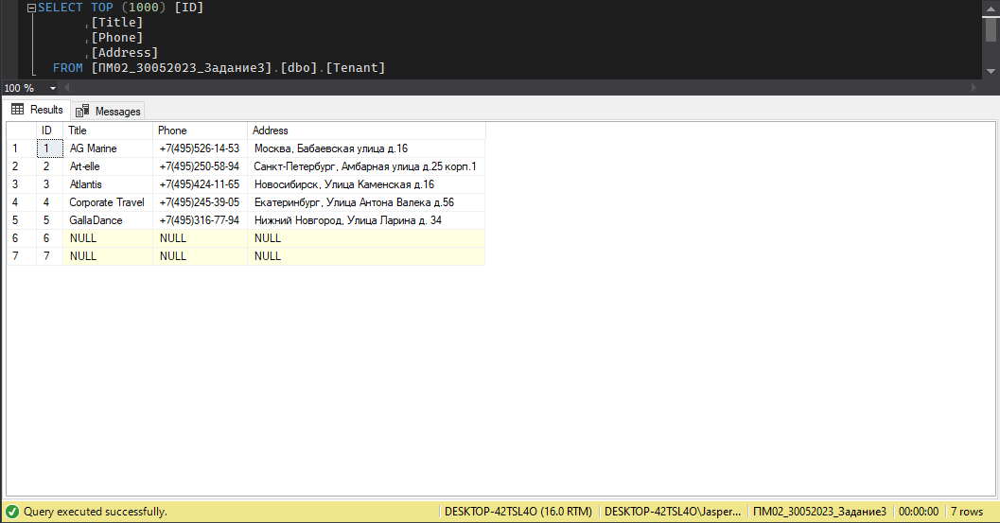 SELECT TOP (1000) [ID]
,[Title]
,[Phone]
,[Address]
FROM [ПМ02_30052023_Задание3].[dbo].[Tenant]
100 %
Results Messages
ID Title Phone Address
1 1 AG Marine +7(495)526-14-53 Москва, Бабаевская улица д.16
2 2 Art-elle +7(495)250-58-94 Санкт-Петербург, Амбарная улица д.25 корп.1
3 3 Atlantis +7(495)424-11-65 Новосибирск, Улица Каменская д.16
4 4 Corporate Travel +7(495)245-39-05 Екатеринбург, Улица Антона Валека д.56
5 5 GallaDance +7(495)316-77-94 Нижний Новгород, Улица Ларина д. 34
6 6 NULL NULL NULL
7 7 NULL NULL NULL
Query executed successfully. DESKTOP-42TSL4O (16.0 RTM) DESKTOP-42TSL4O\Jasper... ПМ02_30052023_Задание3 00:00:00 7 rows